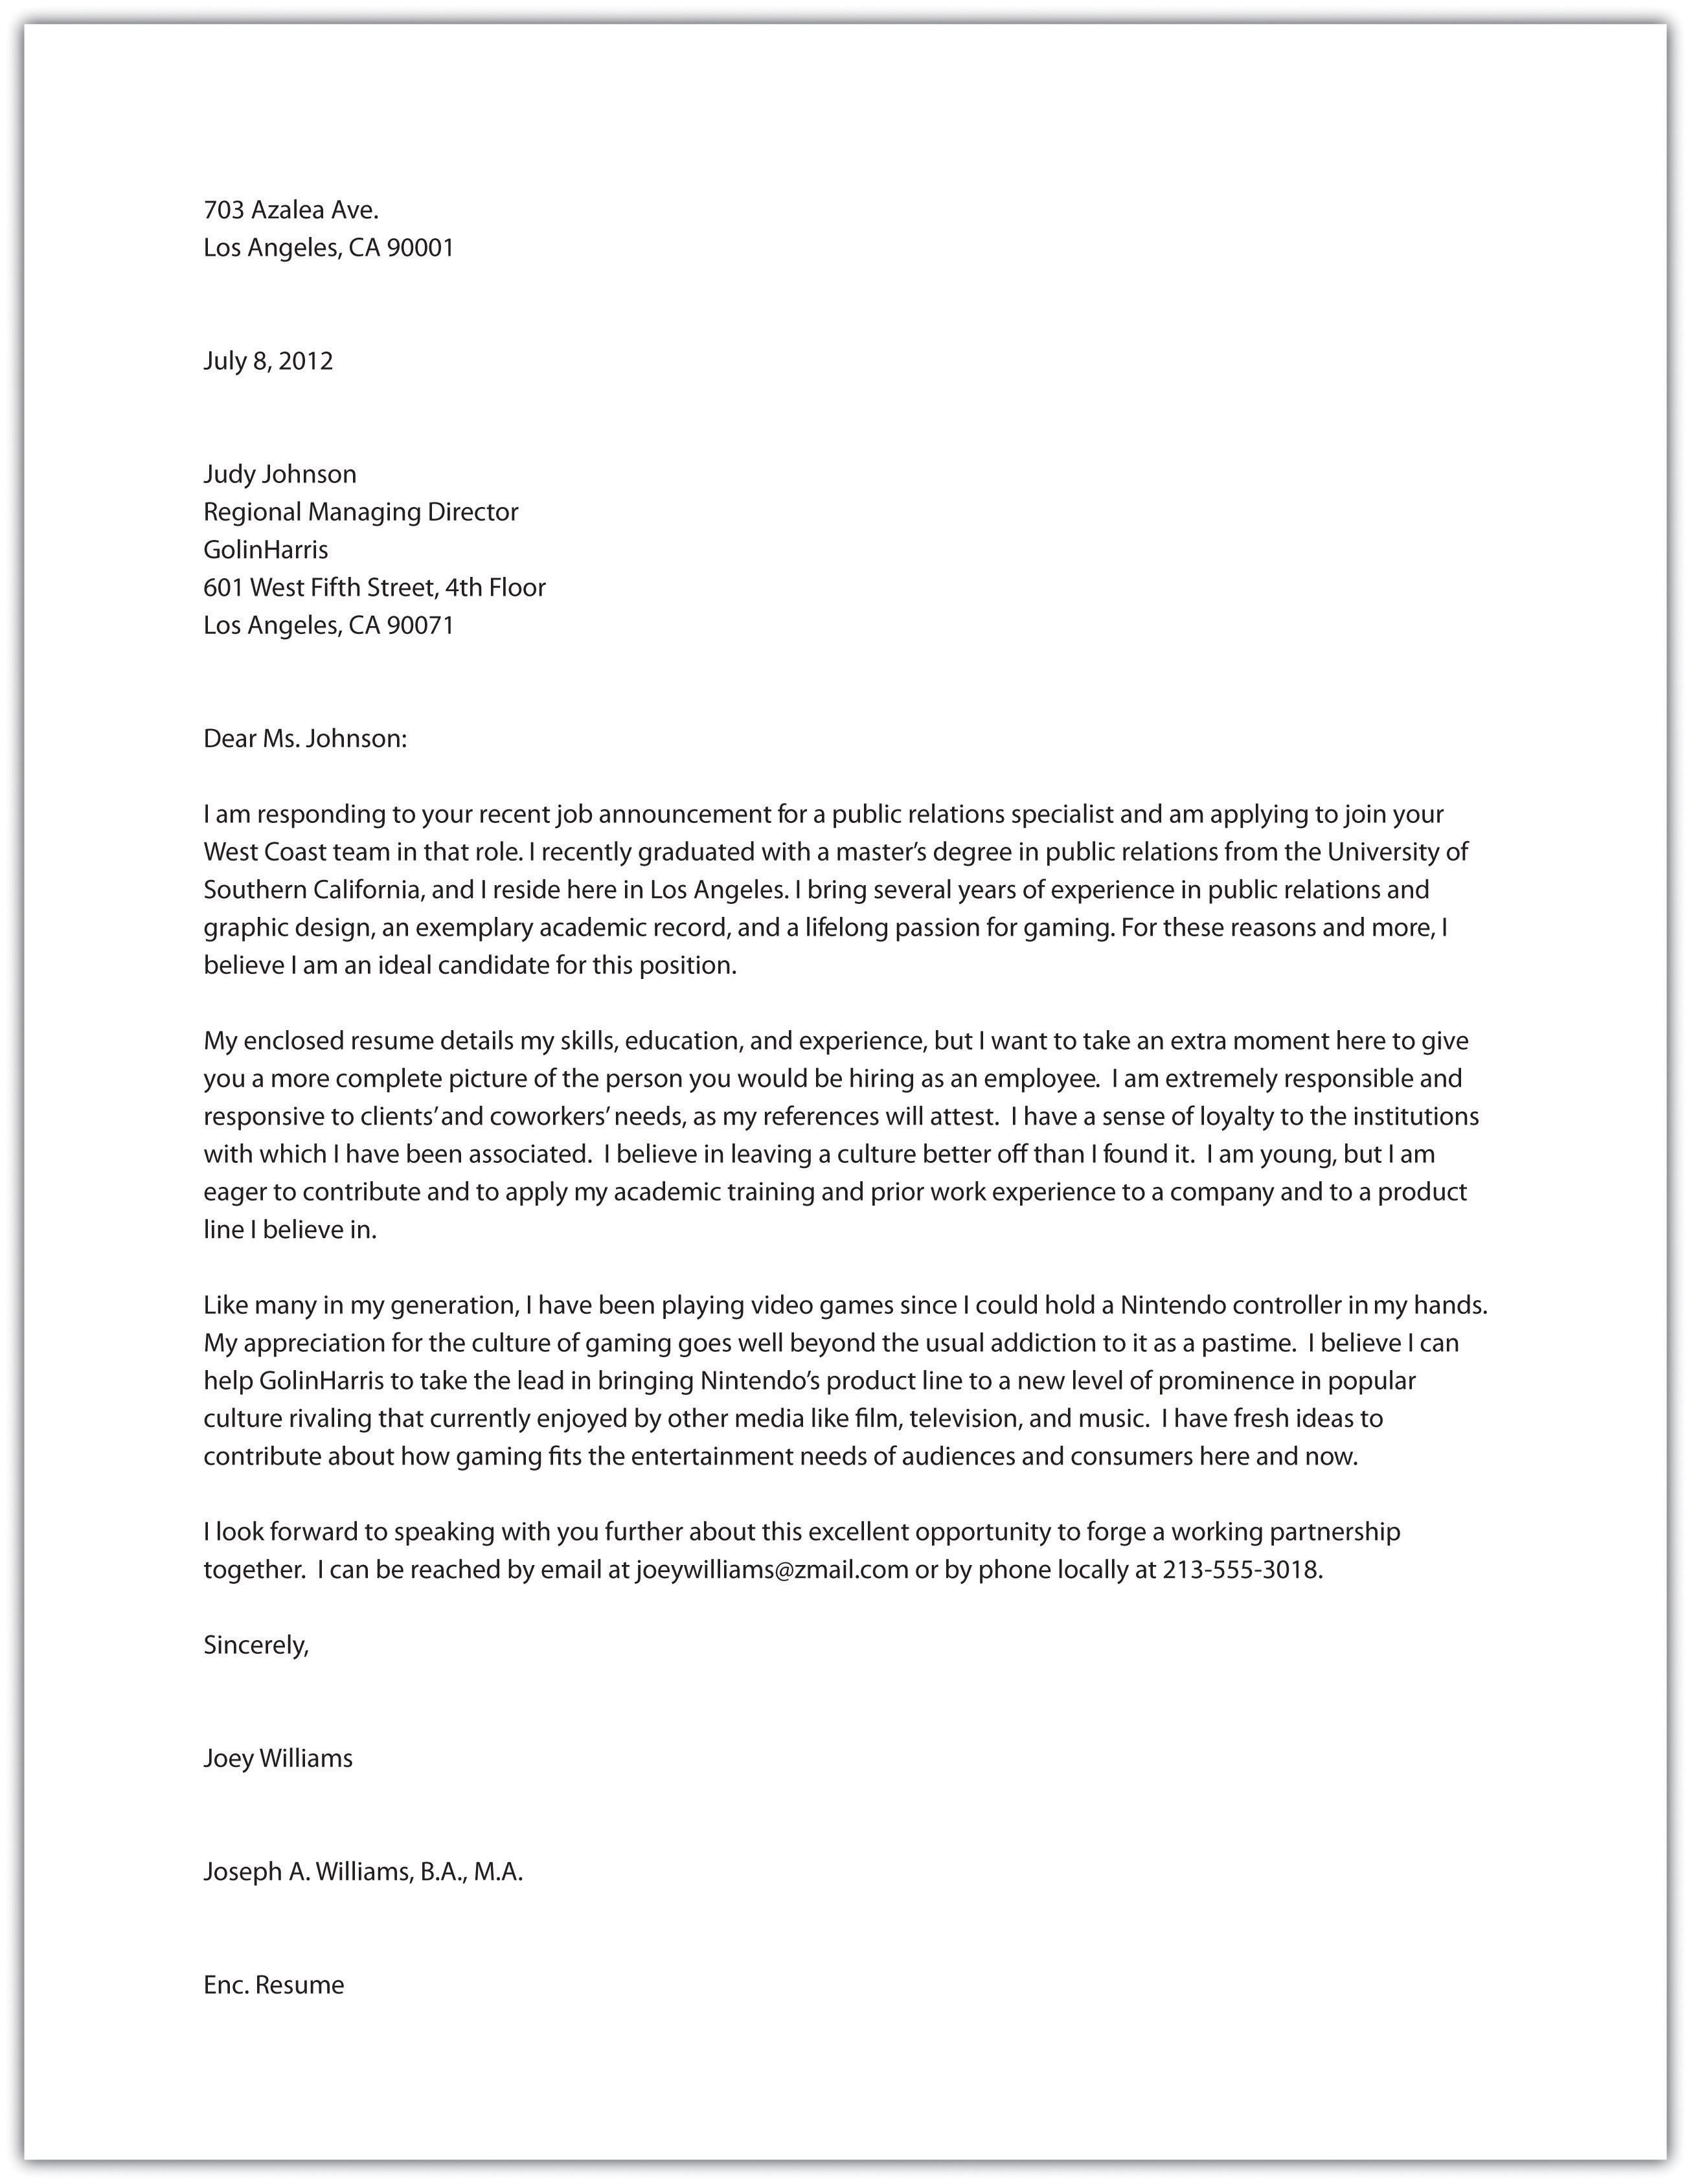 703 Azalea Ave.
Los Angeles, CA 90001
July 8, 2012
Judy Johnson
Regional Managing Director
GolinHarris
601 West Fifth Street, 4th Floor
Los Angeles, CA 90071
Dear Ms. Johnson:
I am responding to your recent job announcement for a public relations specialist and am applying to join your
West Coast team in that role. I recently graduated with a master’s degree in public relations from the University of
Southern California, and I reside here in Los Angeles. I bring several years of experience in public relations and
graphic design, an exemplary academic record, and a lifelong passion for gaming. For these reasons and more, I
believe I am an ideal candidate for this position.
My enclosed resume details my skills, education, and experience, but I want to take an extra moment here to give
you a more complete picture of the person you would be hiring as an employee.  I am extremely responsible and
responsive to clients’ and coworkers’ needs, as my references will attest.  I have a sense of loyalty to the institutions
with which I have been associated.  I believe in leaving a culture better off than I found it.  I am young, but I am
eager to contribute and to apply my academic training and prior work experience to a company and to a product
line I believe in.
Like many in my generation, I have been playing video games since I could hold a Nintendo controller in my hands.
My appreciation for the culture of gaming goes well beyond the usual addiction to it as a pastime.  I believe I can
help GolinHarris to take the lead in bringing Nintendo’s product line to a new level of prominence in popular
culture rivaling that currently enjoyed by other media like film, television, and music.  I have fresh ideas to
contribute about how gaming fits the entertainment needs of audiences and consumers here and now.
I look forward to speaking with you further about this excellent opportunity to forge a working partnership
together.  I can be reached by email at joeywilliams@zmail.com or by phone locally at 213-555-3018.
Sincerely,
Joey Williams
Joseph A. Williams, B.A., M.A.
Enc. Resume